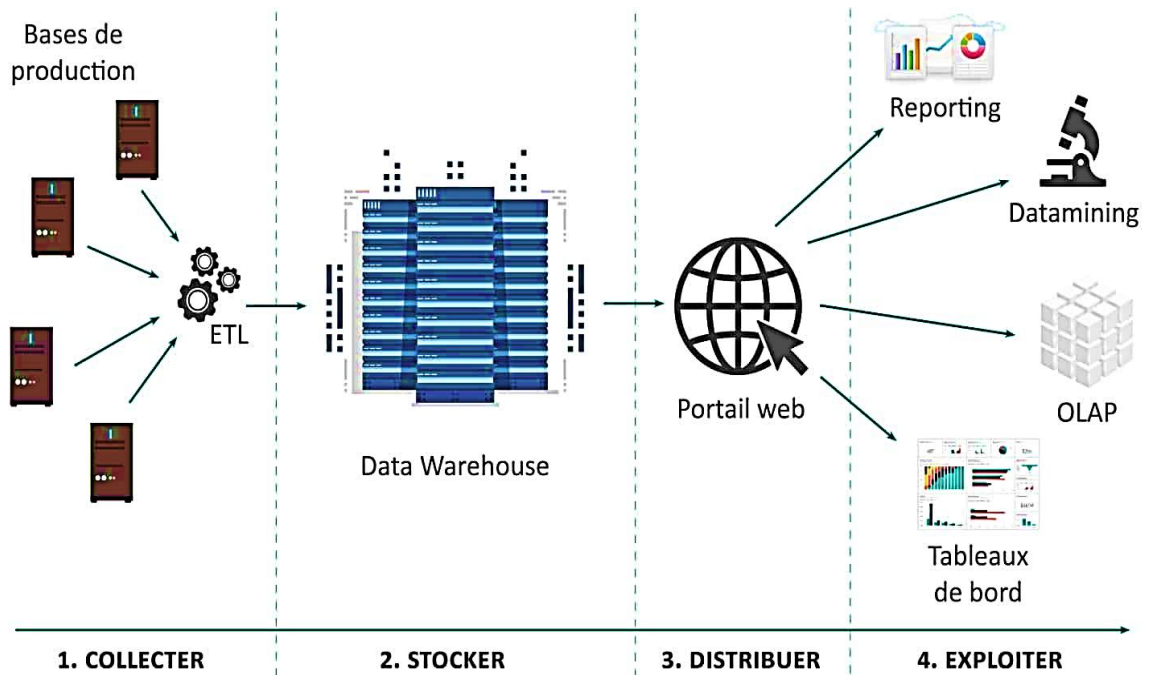 Bases de
production
ETL
Data Warehouse
Portail web
Reporting
Datamining
OLAP
Tableaux
de bord
1. COLLECTER
2. STOCKER
3. DISTRIBUER
4. EXPLOITER